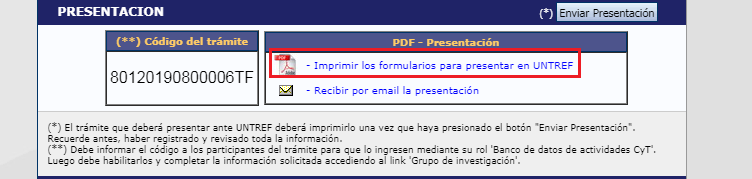 PRESENTACION
(*) Enviar Presentación
(**) Código del trámite
PDF - Presentación
80120190800006TF
- Imprimir los formularios para presentar en UNTREF
- Recibir por email la presentación
(*) El trámite que deberá presentar ante UNTREF deberá imprimirlo una vez que haya presionado el botón "Enviar Presentación".
Recuerde antes, haber registrado y revisado toda la información.
(**) Debe informar el código a los participantes del trámite para que lo ingresen mediante su rol 'Banco de datos de actividades CyT'.
Luego debe habilitarlos y completar la información solicitada accediendo al link 'Grupo de investigación'.